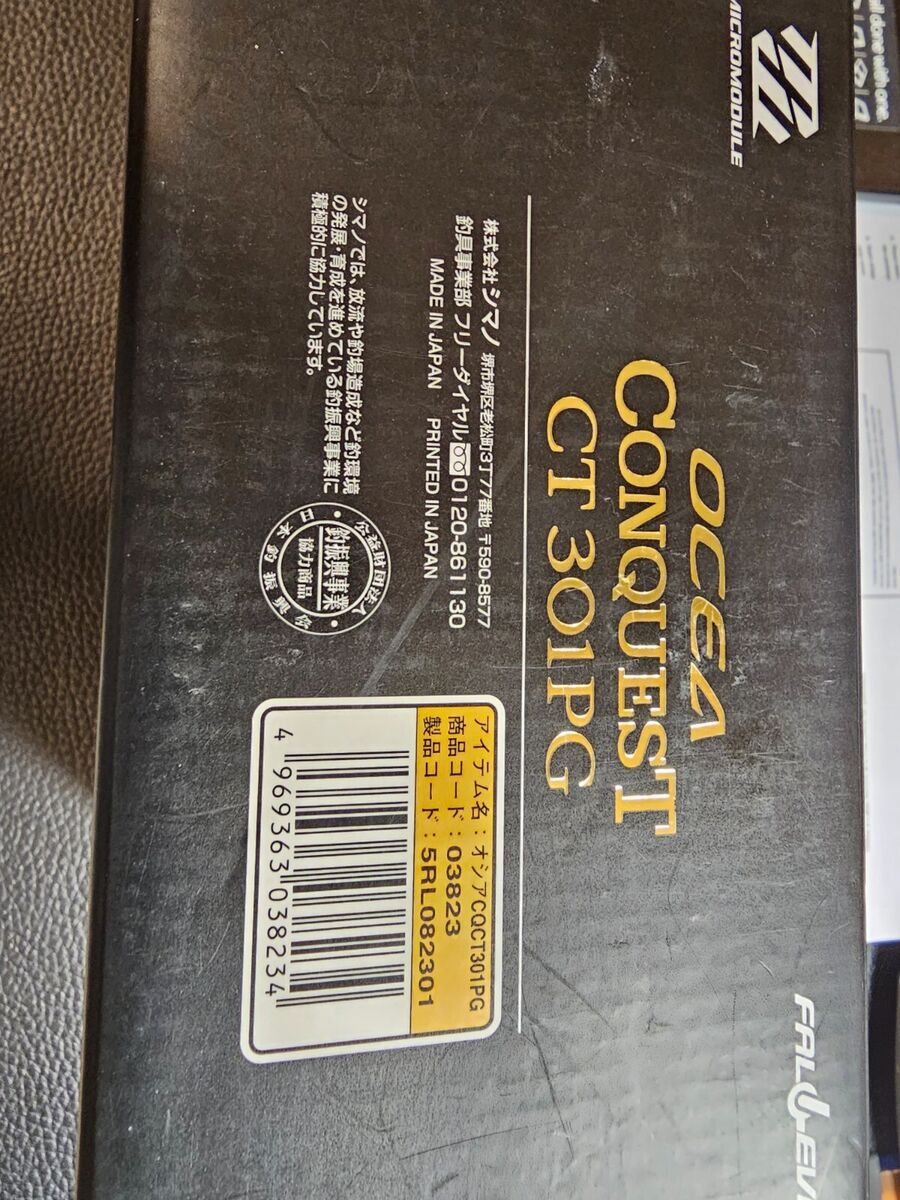 MICROMODULE
OCEA
CONQUEST
CT 301PG
株式会社シマノ 堺市堺区老松町3丁77番地 〒590-8577
釣具事業部 フリーダイヤル 0120-861130
MADE IN JAPAN PRINTED IN JAPAN
シマノでは、放流や釣場造成など釣環境
の発展・育成を進めている釣振興事業に
積極的に協力しています。
公益財団法人
釣振興事業
協力商品
日本釣振興会
アイテム名：オシアCQCT301PG
商品コード：03823
製品コード：5RL082301
4 969363 038234
all done with one.